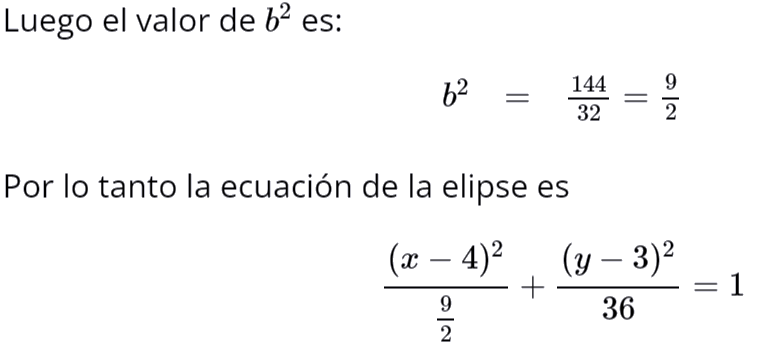 Luego el valor de b² es:
b² = 144/32 = 9/2
Por lo tanto la ecuación de la elipse es
(x − 4)²/(9/2) + (y − 3)²/36 = 1